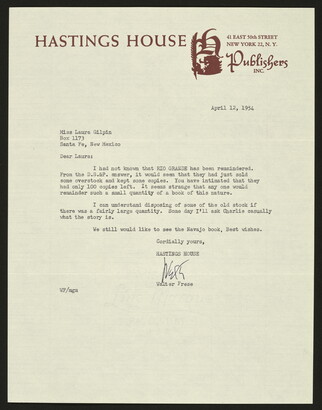 HASTINGS HOUSE
41 EAST 50th STREET
NEW YORK 22, N. Y.
Publishers
INC.
April 12, 1954
Miss Laura Gilpin
Box 1173
Santa Fe, New Mexico
Dear Laura:
I had not known that RIO GRANDE has been remaindered.
From the D.S.&P. answer, it would seem that they had just sold
some overstock and kept some copies. You have intimated that they
had only 100 copies left. It seems strange that any one would
remainder such a small quantity of a book of this nature.
I can understand disposing of some of the old stock if
there was a fairly large quantity. Some day I'll ask Charlie casually
what the story is.
We still would like to see the Navajo book. Best wishes.
Cordially yours,
HASTINGS HOUSE
Walt
Walter Frese
WF/mgs